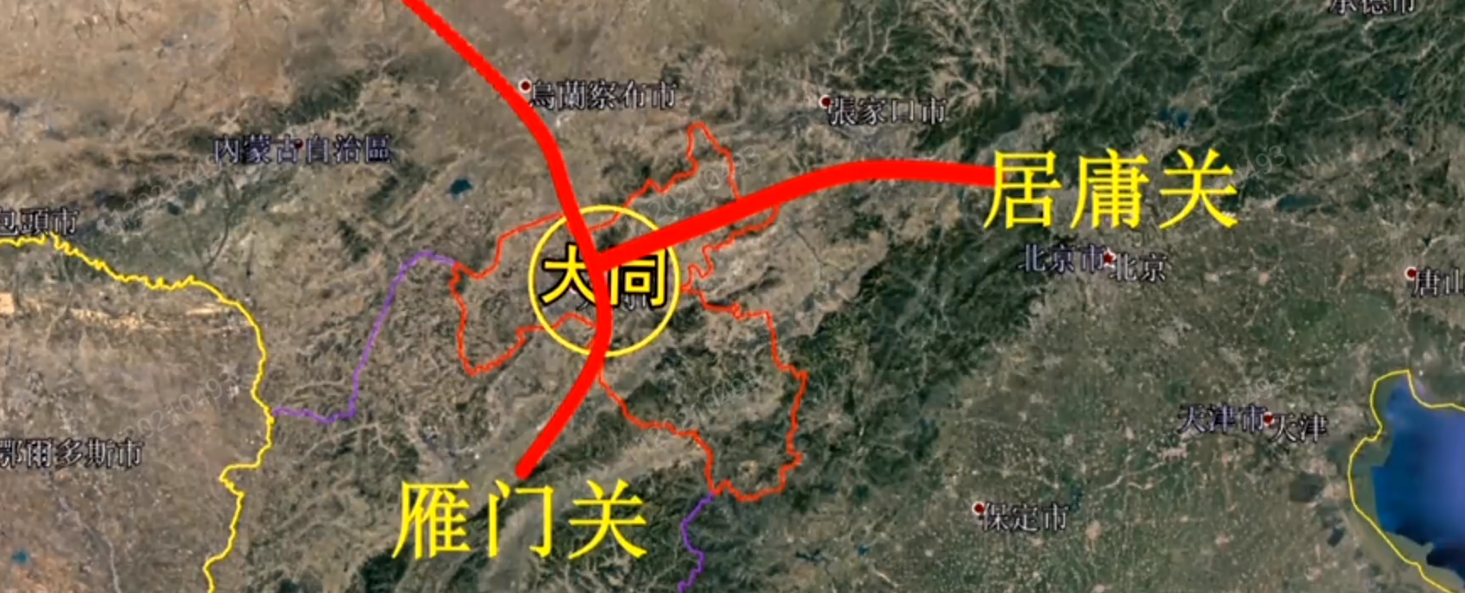 承德市
烏蘭察布市
張家口市
內蒙古自治區
居庸关
包頭市
北京市
北京
大同
唐山
天津市
天津
鄂爾多斯市
雁门关
保定市